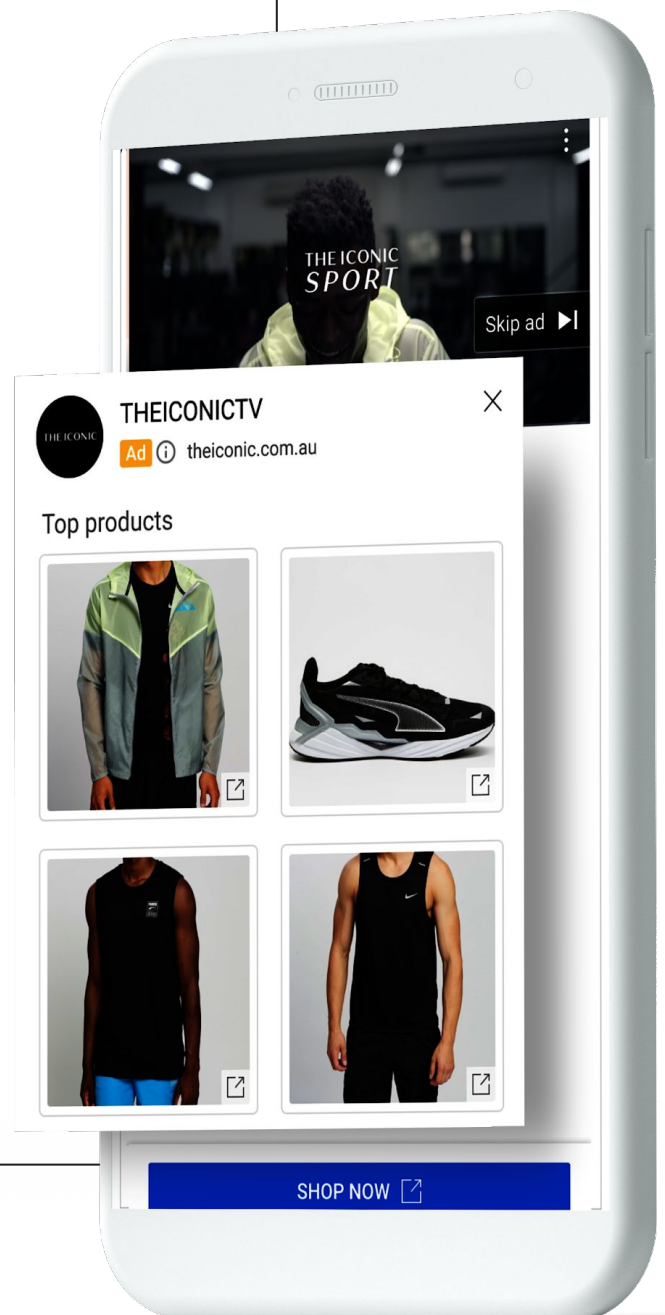 THE ICONIC
SPORT
Skip ad
THE ICONIC
THEICONICTV
Ad theiconic.com.au
Top products
SHOP NOW